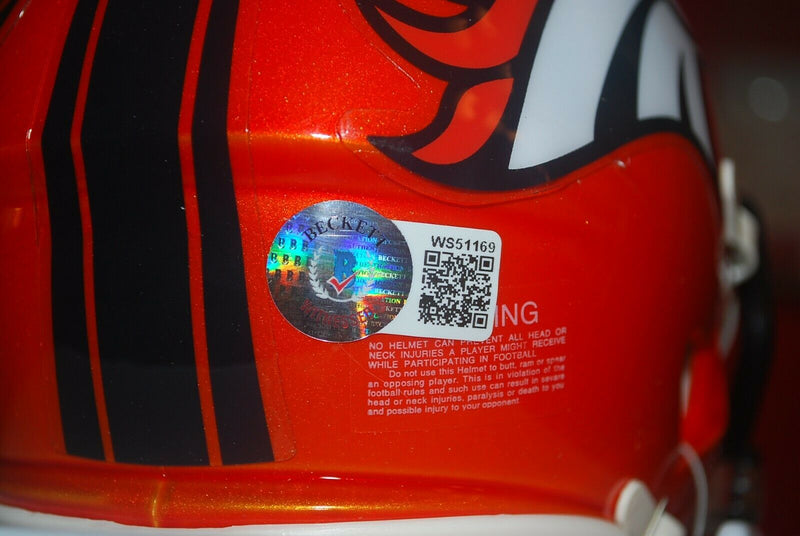 BECKETT
WS51169
ING
NO HELMET CAN PREVENT ALL HEAD OR
NECK INJURIES A PLAYER MIGHT RECEIVE
WHILE PARTICIPATING IN FOOTBALL
Do not use this Helmet to butt, ram or spear
an opposing player. This is in violation of the
football rules and such use can result in severe
head or neck injuries, paralysis or death to you
and possible injury to your opponent.